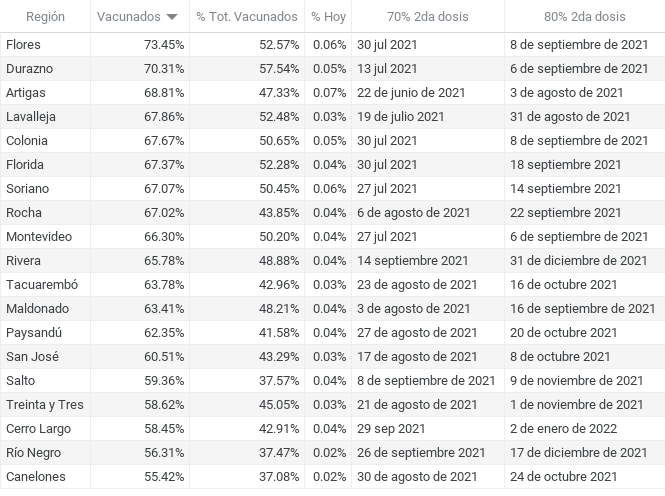 Región Vacunados % Tot. Vacunados % Hoy 70% 2da dosis 80% 2da dosis
Flores 73.45% 52.57% 0.06% 30 jul 2021 8 de septiembre de 2021
Durazno 70.31% 57.54% 0.05% 13 jul 2021 6 de septiembre de 2021
Artigas 68.81% 47.33% 0.07% 22 de junio de 2021 3 de agosto de 2021
Lavalleja 67.86% 52.48% 0.03% 19 de julio 2021 31 de agosto de 2021
Colonia 67.67% 50.65% 0.05% 30 jul 2021 8 de septiembre de 2021
Florida 67.37% 52.28% 0.04% 30 jul 2021 18 septiembre 2021
Soriano 67.07% 50.45% 0.06% 27 jul 2021 14 septiembre 2021
Rocha 67.02% 43.85% 0.04% 6 de agosto de 2021 22 septiembre 2021
Montevideo 66.30% 50.20% 0.04% 27 jul 2021 6 de septiembre de 2021
Rivera 65.78% 48.88% 0.04% 14 septiembre 2021 31 de diciembre de 2021
Tacuarembó 63.78% 42.96% 0.03% 23 de agosto de 2021 16 de octubre 2021
Maldonado 63.41% 48.21% 0.04% 3 de agosto de 2021 16 de septiembre 2021
Paysandú 62.35% 41.58% 0.04% 27 de agosto de 2021 20 de octubre 2021
San José 60.51% 43.29% 0.03% 17 de agosto de 2021 8 de octubre 2021
Salto 59.36% 37.57% 0.04% 8 de septiembre de 2021 9 de noviembre de 2021
Treinta y Tres 58.62% 45.05% 0.03% 21 de agosto de 2021 1 de noviembre de 2021
Cerro Largo 58.45% 42.91% 0.04% 29 sep 2021 2 de enero de 2022
Río Negro 56.31% 37.47% 0.02% 26 de septiembre de 2021 17 de diciembre de 2021
Canelones 55.42% 37.08% 0.02% 30 de agosto de 2021 24 de octubre 2021